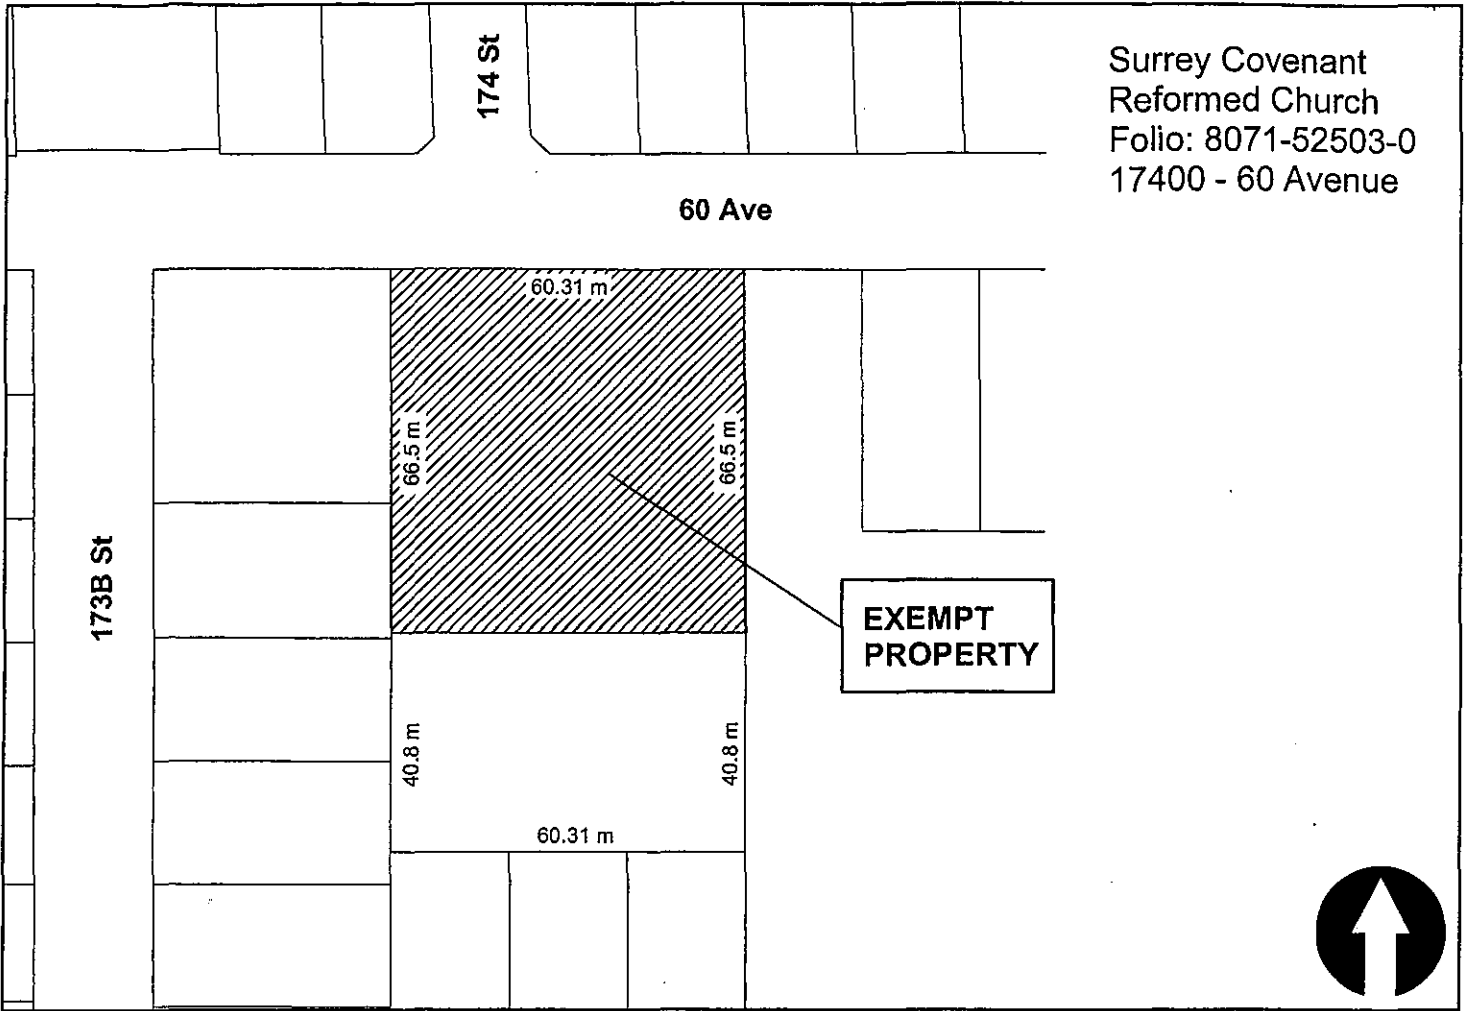 174 St
Surrey Covenant
Reformed Church
Folio: 8071-52503-0
17400 - 60 Avenue
60 Ave
60.31 m
66.5 m
66.5 m
173B St
EXEMPT
PROPERTY
40.8 m
40.8 m
60.31 m